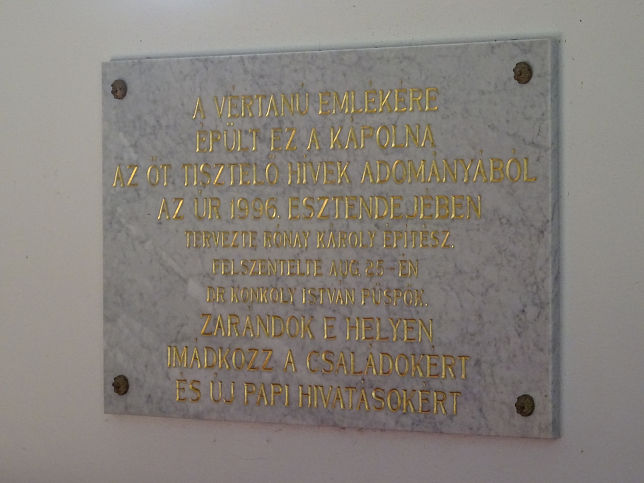 A VÉRTANÚ EMLÉKÉRE
ÉPÜLT EZ A KÁPOLNA
AZ ŐT TISZTELŐ HÍVEK ADOMÁNYÁBÓL
AZ ÚR 1996. ESZTENDEJÉBEN
TERVEZTE RÓNAY KÁROLY ÉPÍTÉSZ.
FELSZENTELTE AUG. 25-ÉN
DR KONKOLY ISTVÁN PÜSPÖK.
ZARÁNDOK E HELYEN
IMÁDKOZZ A CSALÁDOKÉRT
ÉS ÚJ PAPI HIVATÁSOKÉRT